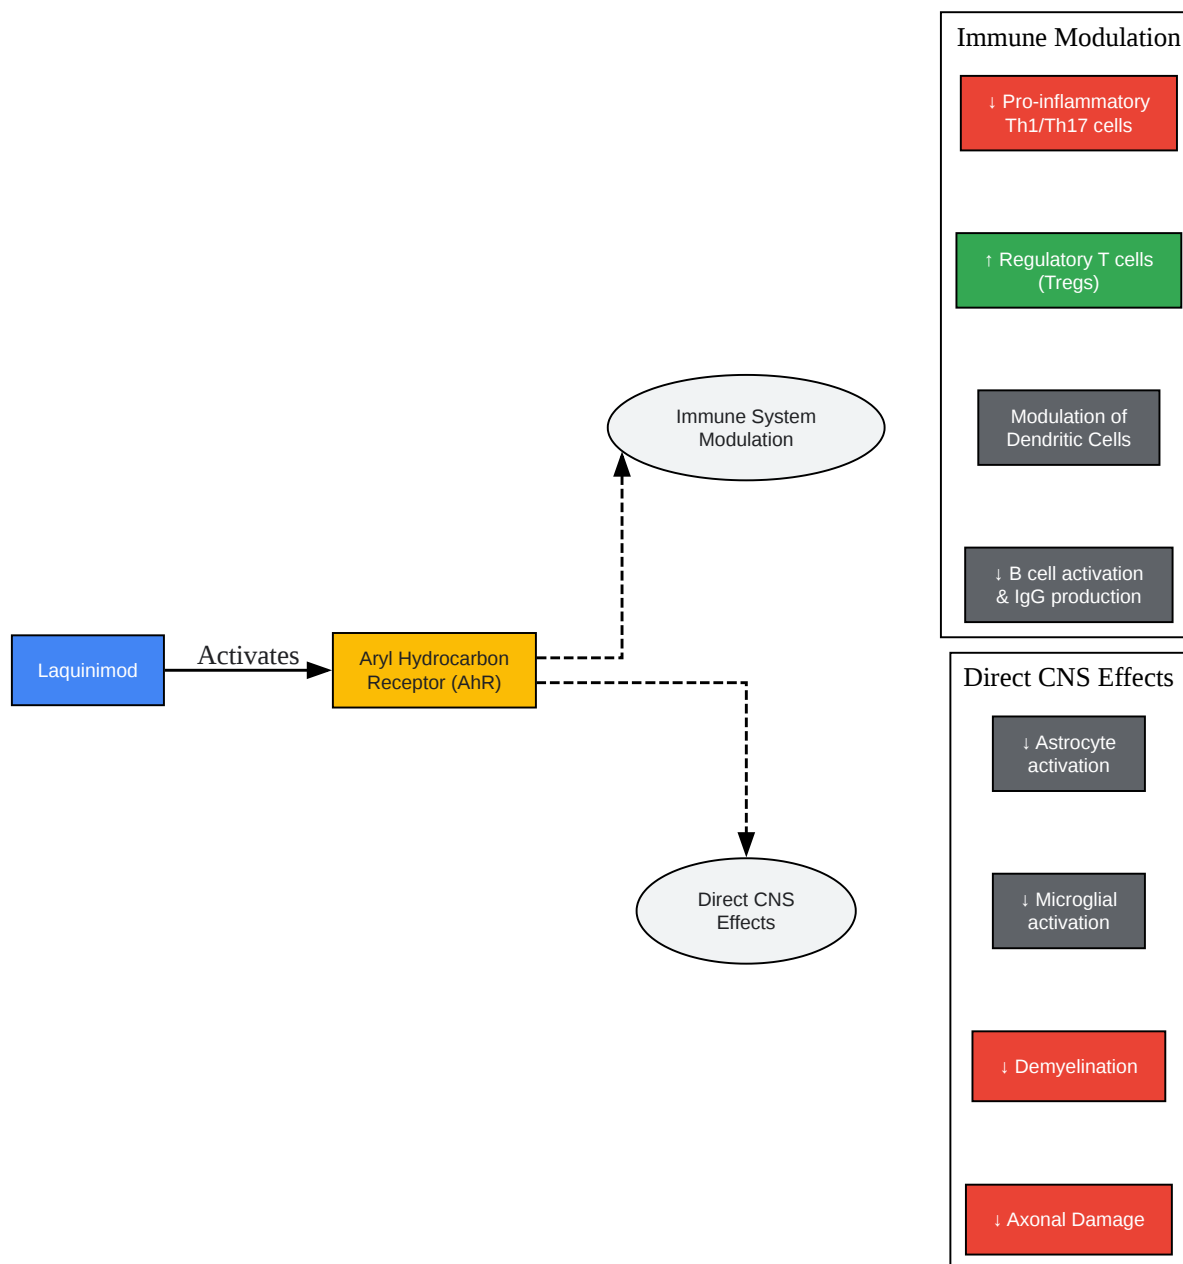 Immune Modulation
↓ Pro-inflammatory
Th1/Th17 cells
↑ Regulatory T cells
(Tregs)
Immune System
Modulation
Modulation of
Dendritic Cells
↓ B cell activation
& IgG production
Laquinimod
Activates
Aryl Hydrocarbon
Receptor (AhR)
Direct CNS Effects
↓ Astrocyte
activation
Direct CNS
Effects
↓ Microglial
activation
↓ Demyelination
↓ Axonal Damage